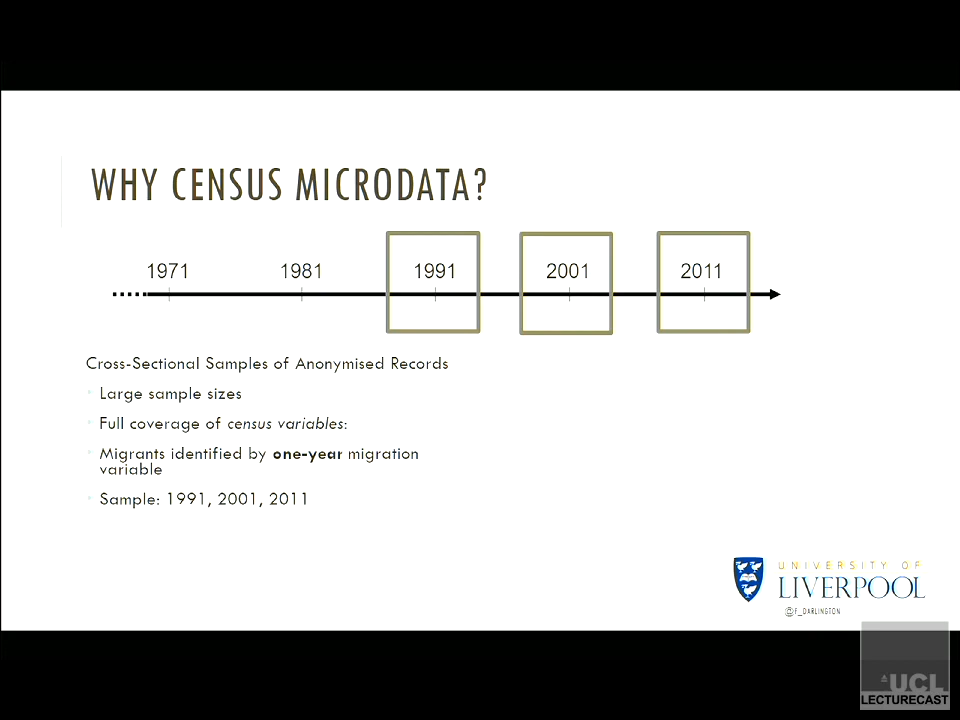 WHY CENSUS MICRODATA?
1971 1981 1991 2001 2011
Cross-Sectional Samples of Anonymised Records
Large sample sizes
Full coverage of census variables:
Migrants identified by one-year migration
variable
Sample: 1991, 2001, 2011
UNIVERSITY OF
LIVERPOOL
@F_DARLINGTON
UCL
LECTURECAST